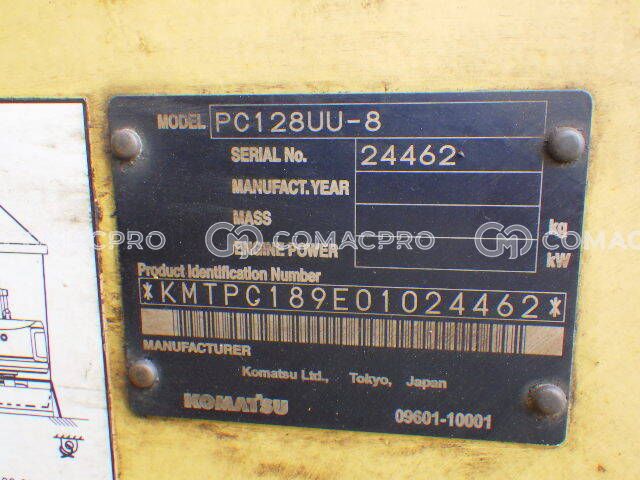 MODEL PC128UU-8
SERIAL No. 24462
MANUFACT.YEAR
MASS kg
ENGINE POWER kW
COMACPRO COMACPRO COMACPRO
Product Identification Number
*KMTPC189E01024462*
MANUFACTURER
Komatsu Ltd., Tokyo, Japan
KOMATSU 09601-10001